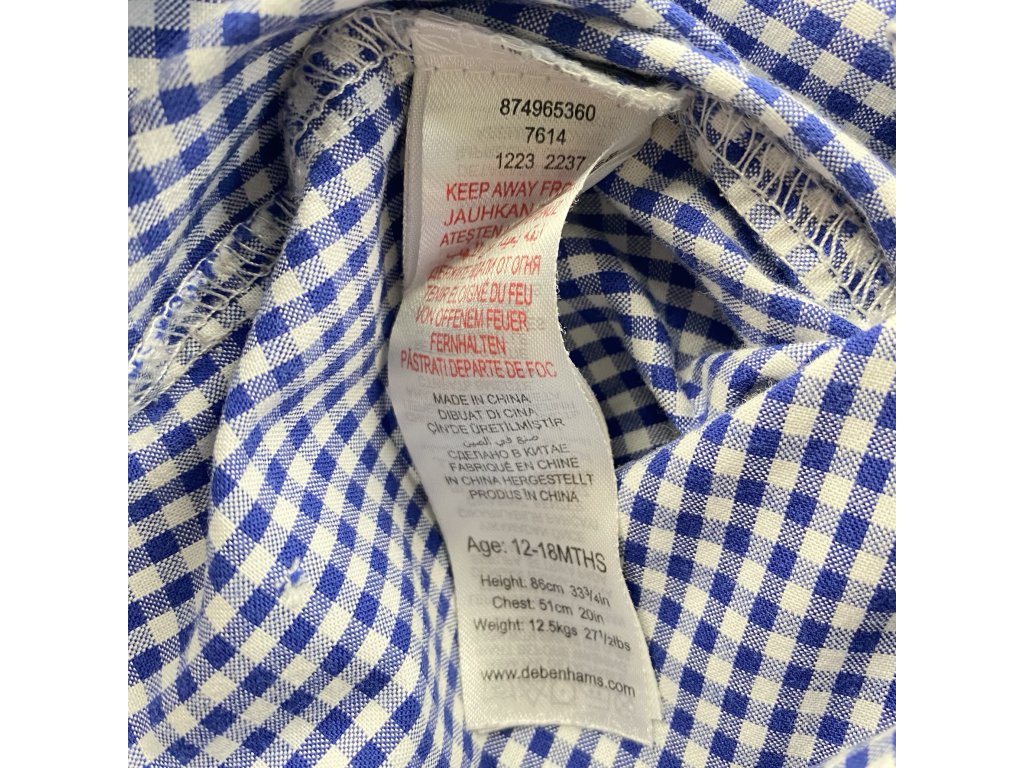 874965360
7614
1223 2237
KEEP AWAY FRO
JAUHKAN
ATEŞTEN
ОТ ОГНЯ
TENIR ÉLOIGNÉ DU FEU
VON OFFENEM FEUER
FERNHALTEN
PĂSTRAŢI DEPARTE DE FOC
MADE IN CHINA
DIBUAT DI CINA
ÇİN'DE ÜRETİLMİŞTİR
صنع في الصين
СДЕЛАНО В КИТАЕ
FABRIQUÉ EN CHINE
IN CHINA HERGESTELLT
PRODUS ÎN CHINA
Age: 12-18MTHS
Height: 86cm 33¾in
Chest: 51cm 20in
Weight: 12.5kgs 27½lbs
www.debenhams.com